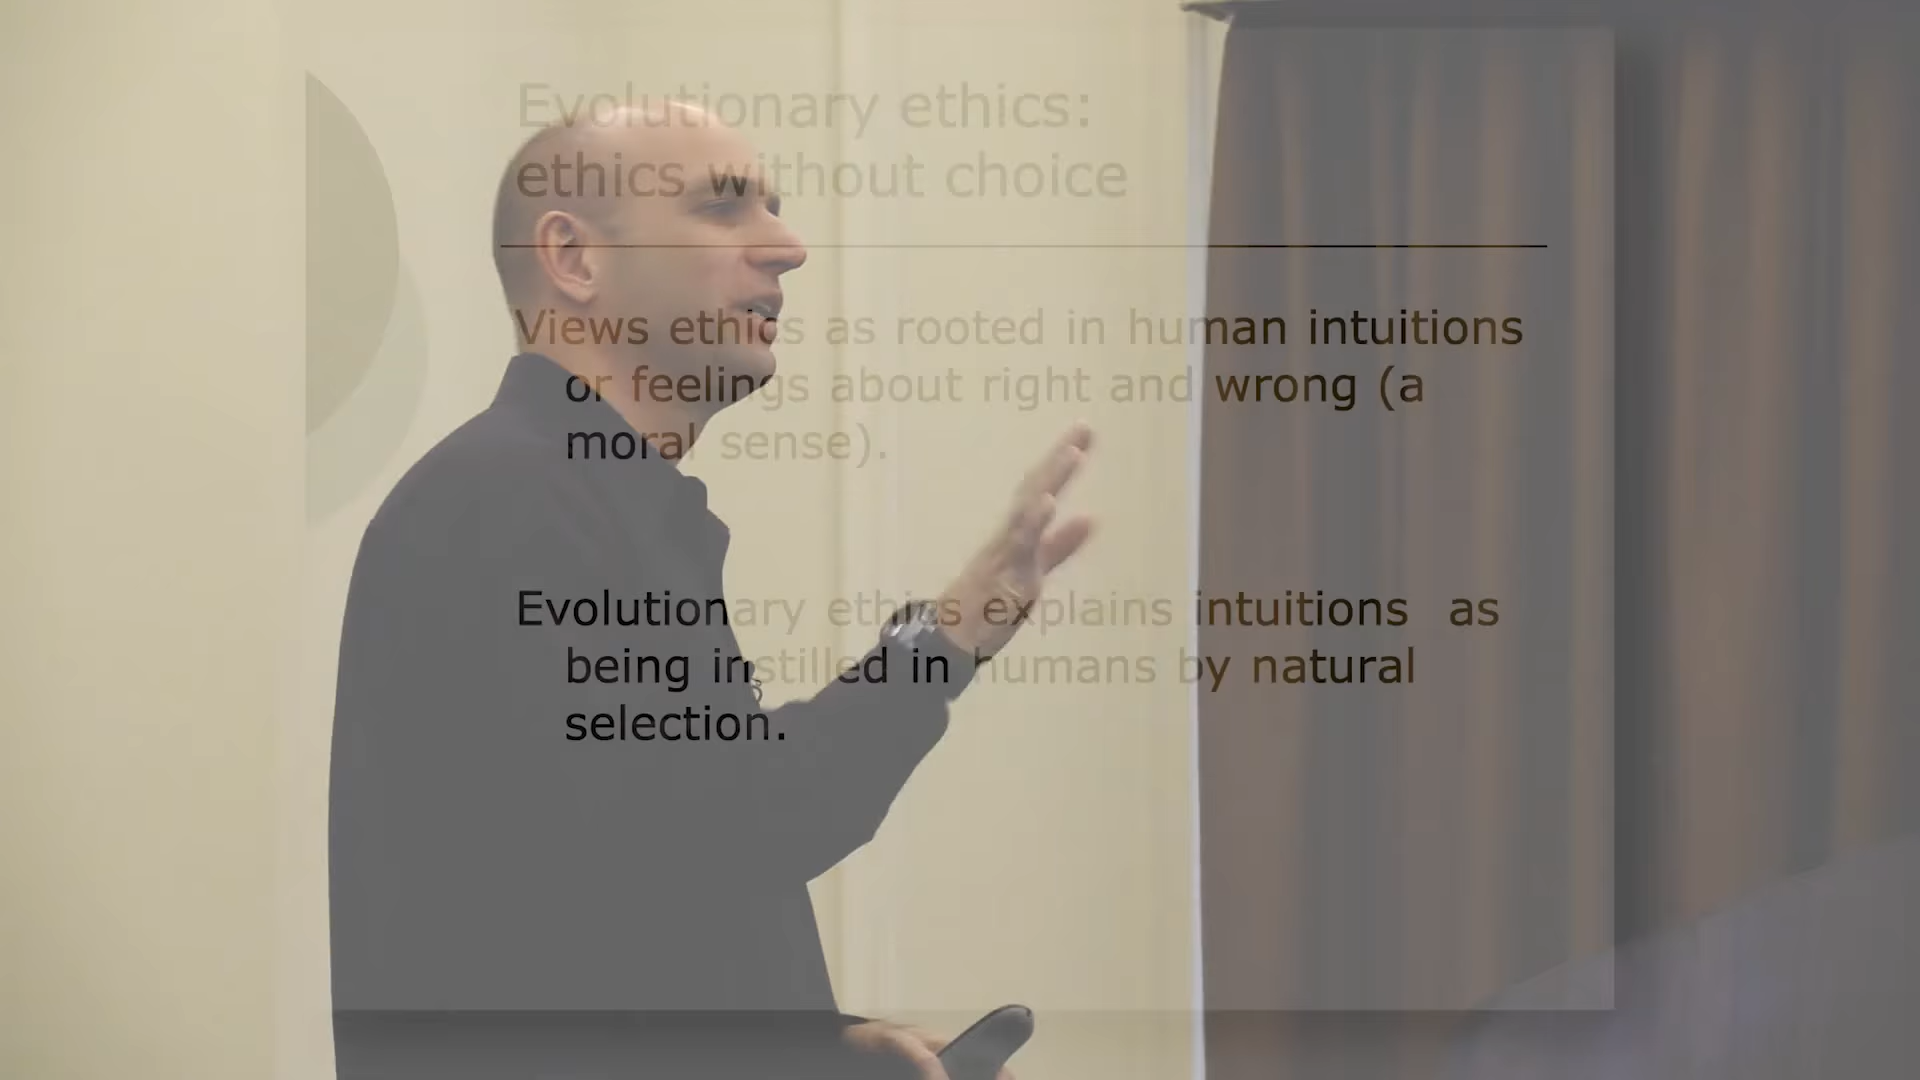 Evolutionary ethics:
ethics without choice
Views ethics as rooted in human intuitions
or feelings about right and wrong (a
moral sense).
Evolutionary ethics explains intuitions as
being instilled in humans by natural
selection.